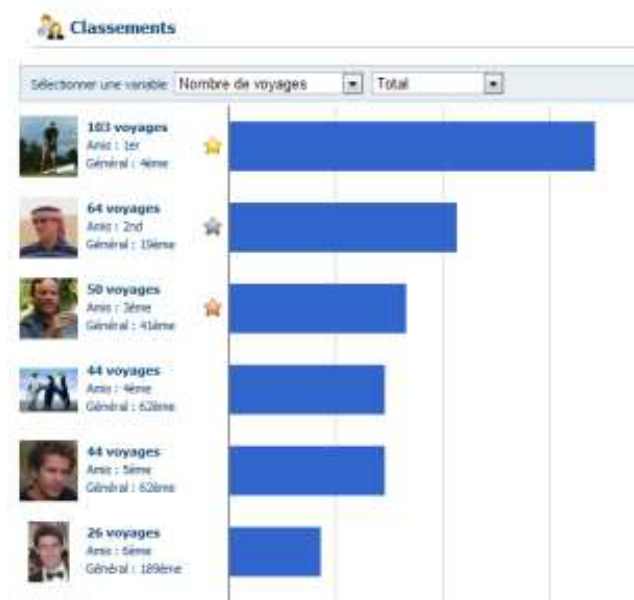 Classements
Sélectionner une variable Nombre de voyages Total
103 voyages
Amis : 1er
Général : 4ème
64 voyages
Amis : 2nd
Général : 19ème
50 voyages
Amis : 3ème
Général : 41ème
44 voyages
Amis : 4ème
Général : 62ème
44 voyages
Amis : 5ème
Général : 62ème
26 voyages
Amis : 6ème
Général : 189ème